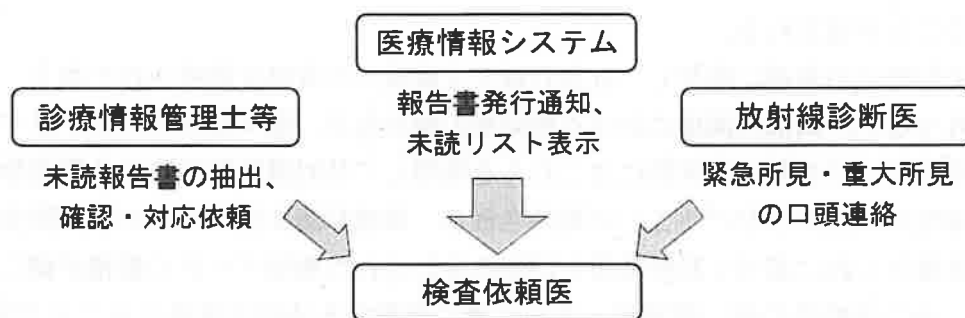 医療情報システム
報告書発行通知、
未読リスト表示
診療情報管理士等
未読報告書の抽出、
確認・対応依頼
放射線診断医
緊急所見・重大所見
の口頭連絡
検査依頼医